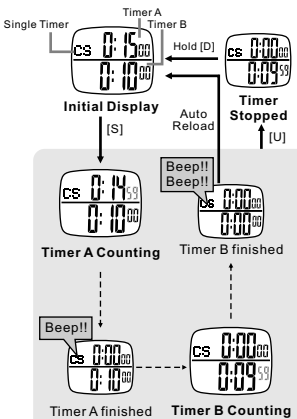 Timer A
Single Timer
Timer B
CS 0:15 00
0:10 00
Initial Display
Hold [D]
CS 0:00 00
0:09 59
Timer
Stopped
[S]
Auto
Reload
[U]
Beep!!
Beep!!
CS 0:14 59
0:10 00
Timer A Counting
CS 0:00 00
0:00 00
Timer B finished
Beep!!
CS 0:00 00
0:10 00
Timer A finished
CS 0:00 00
0:09 59
Timer B Counting